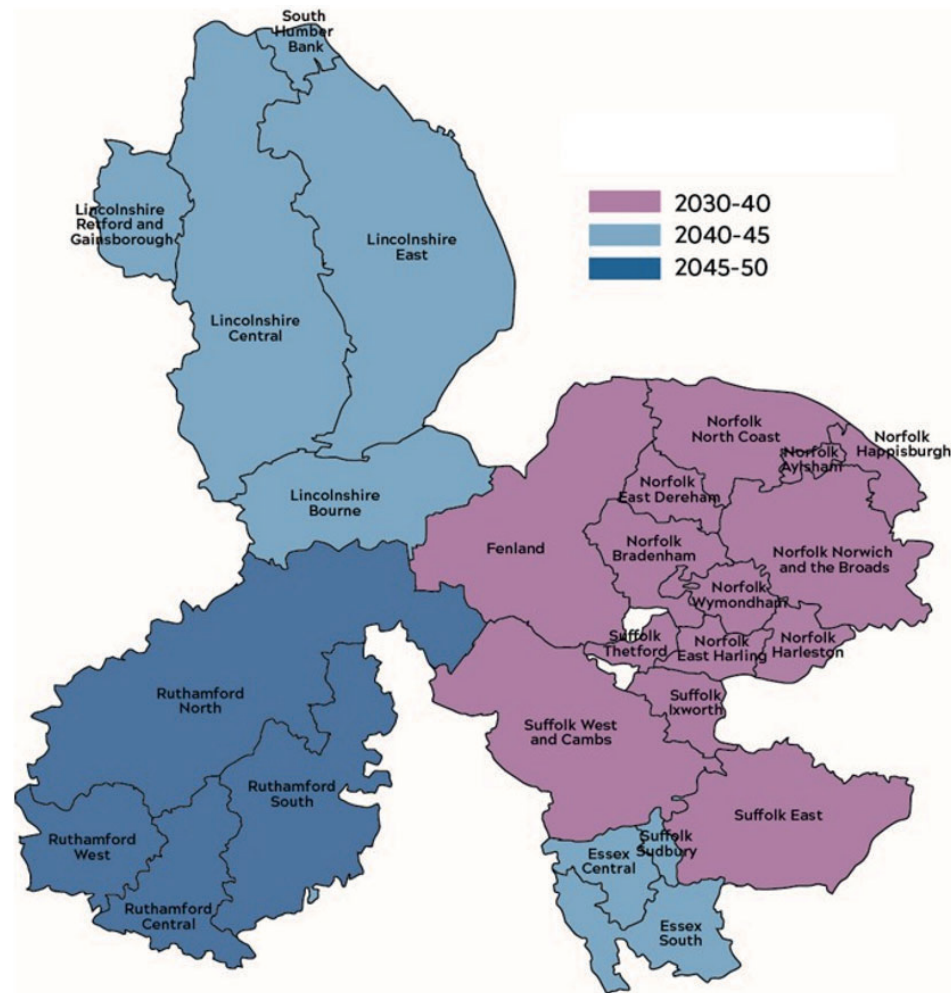 South
Humber
Bank
Lincolnshire
Retford and
Gainsborough
Lincolnshire
East
Lincolnshire
Central
2030-40
2040-45
2045-50
Norfolk
North Coast
Norfolk
Happisburgh
Norfolk
Aylsham
Norfolk
East Dereham
Lincolnshire
Bourne
Fenland
Norfolk
Bradenham
Norfolk Norwich
and the Broads
Norfolk
Wymondham
Suffolk
Thetford
Norfolk
East Harling
Norfolk
Harleston
Ruthamford
North
Suffolk
Ixworth
Suffolk West
and Cambs
Ruthamford
South
Suffolk East
Ruthamford
West
Suffolk
Sudbury
Essex
Central
Ruthamford
Central
Essex
South